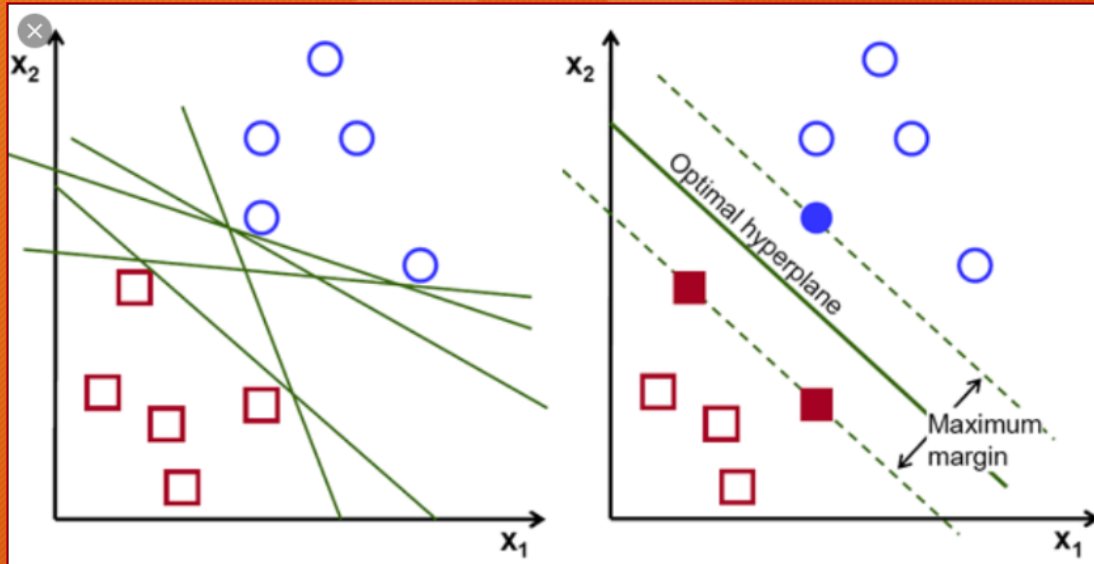 x₂
x₁
x₂
Optimal hyperplane
Maximum
margin
x₁